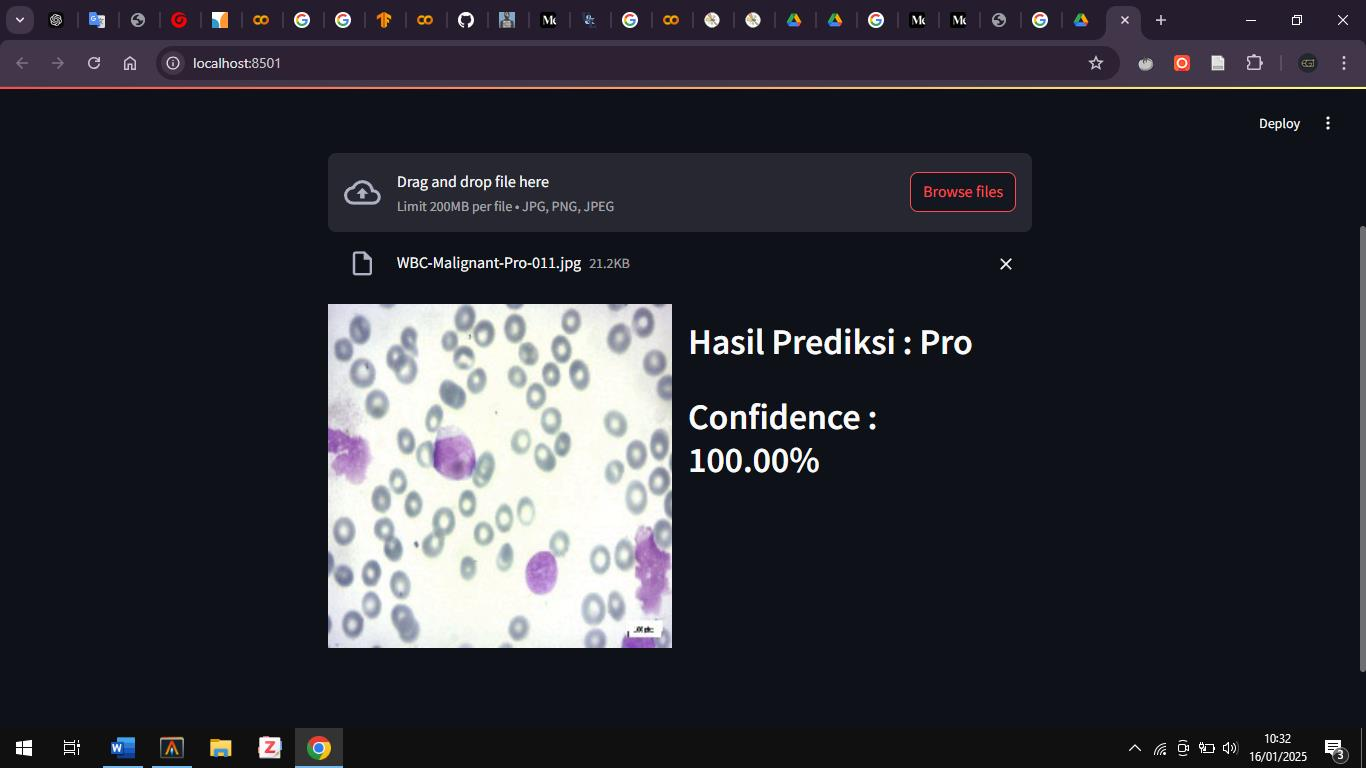 localhost:8501
Deploy
Drag and drop file here
Limit 200MB per file • JPG, PNG, JPEG
Browse files
WBC-Malignant-Pro-011.jpg 21.2KB
Hasil Prediksi : Pro
Confidence :
100.00%
10:32
16/01/2025
3